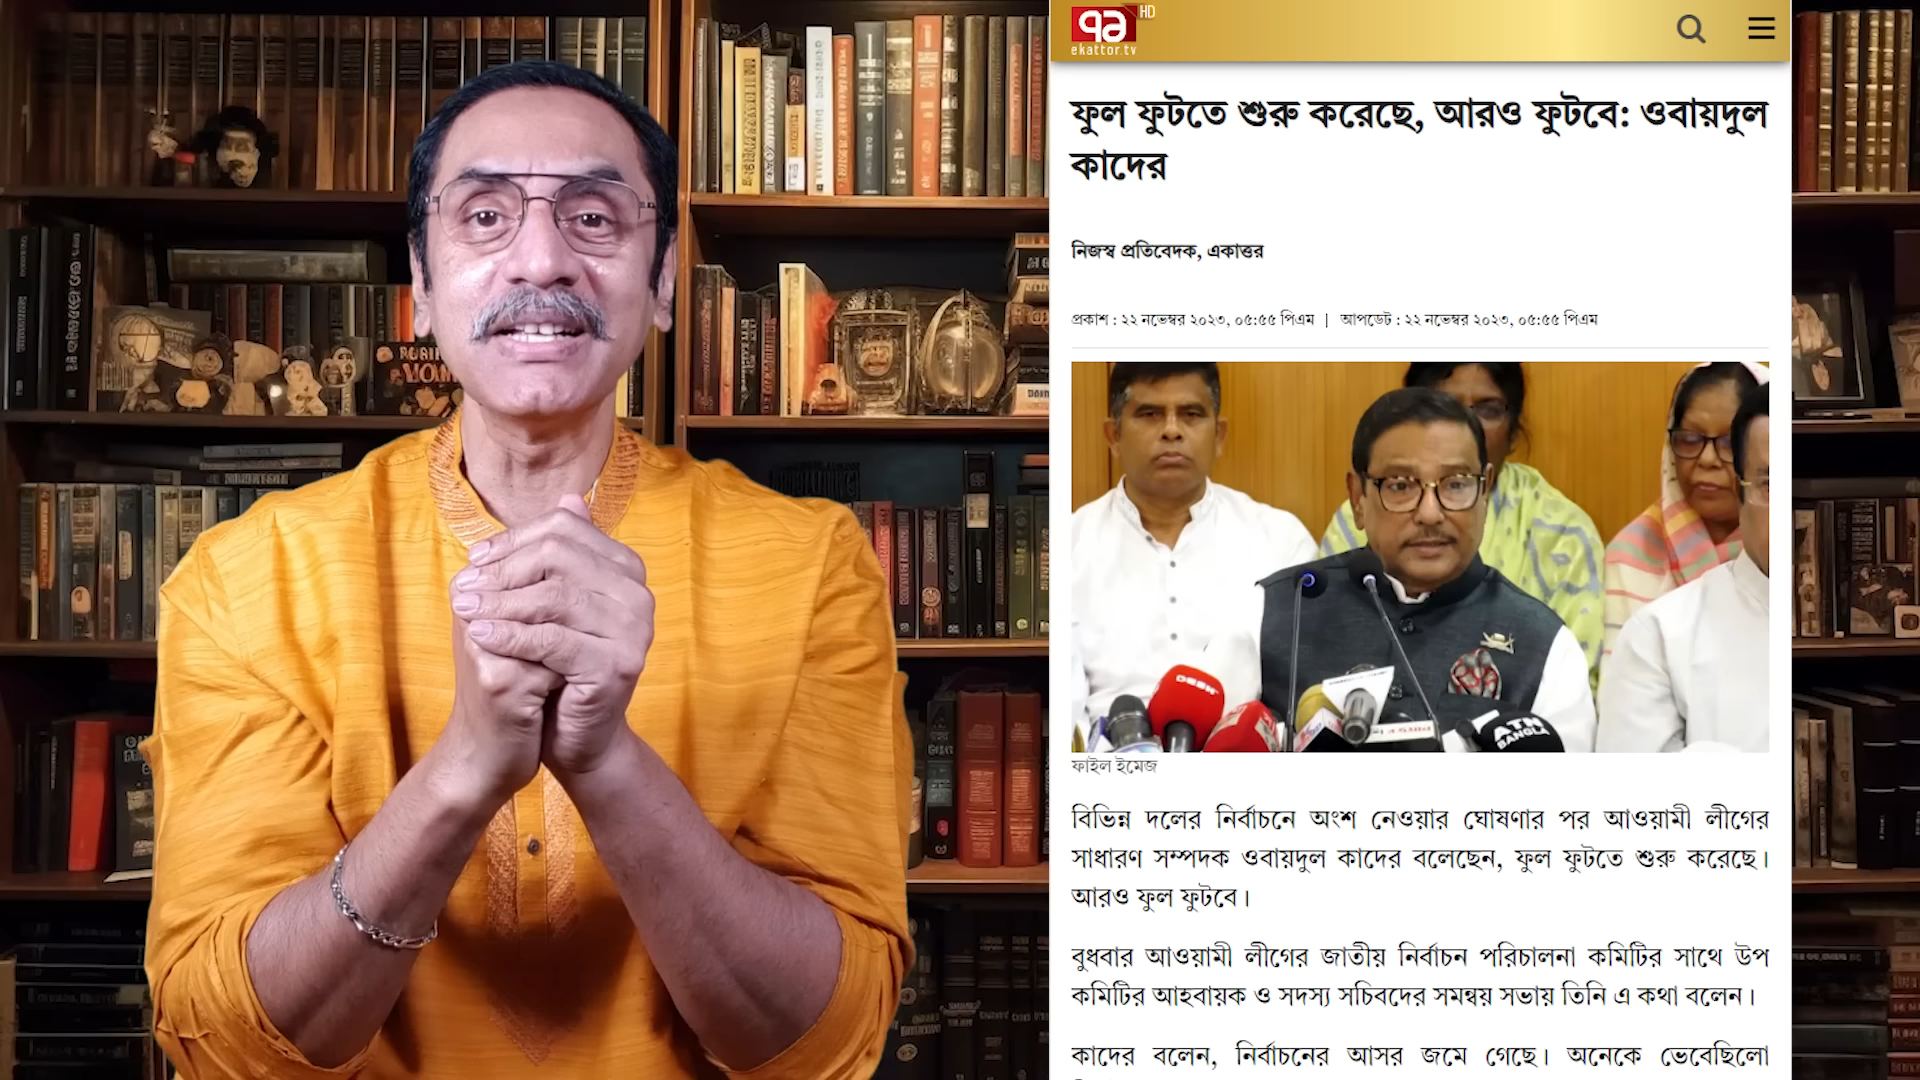 ৭১ HD
ekattor.tv
ফুল ফুটতে শুরু করেছে, আরও ফুটবে: ওবায়দুল
কাদের
নিজস্ব প্রতিবেদক, একাত্তর
প্রকাশ : ২২ নভেম্বর ২০২৩, ০৫:৫৫ পিএম | আপডেট : ২২ নভেম্বর ২০২৩, ০৫:৫৫ পিএম
DESH
ATN
BANGLA
ফাইল ইমেজ
বিভিন্ন দলের নির্বাচনে অংশ নেওয়ার ঘোষণার পর আওয়ামী লীগের
সাধারণ সম্পদক ওবায়দুল কাদের বলেছেন, ফুল ফুটতে শুরু করেছে।
আরও ফুল ফুটবে।
বুধবার আওয়ামী লীগের জাতীয় নির্বাচন পরিচালনা কমিটির সাথে উপ
কমিটির আহবায়ক ও সদস্য সচিবদের সমন্বয় সভায় তিনি এ কথা বলেন।
কাদের বলেন, নির্বাচনের আসর জমে গেছে। অনেকে ভেবেছিলো